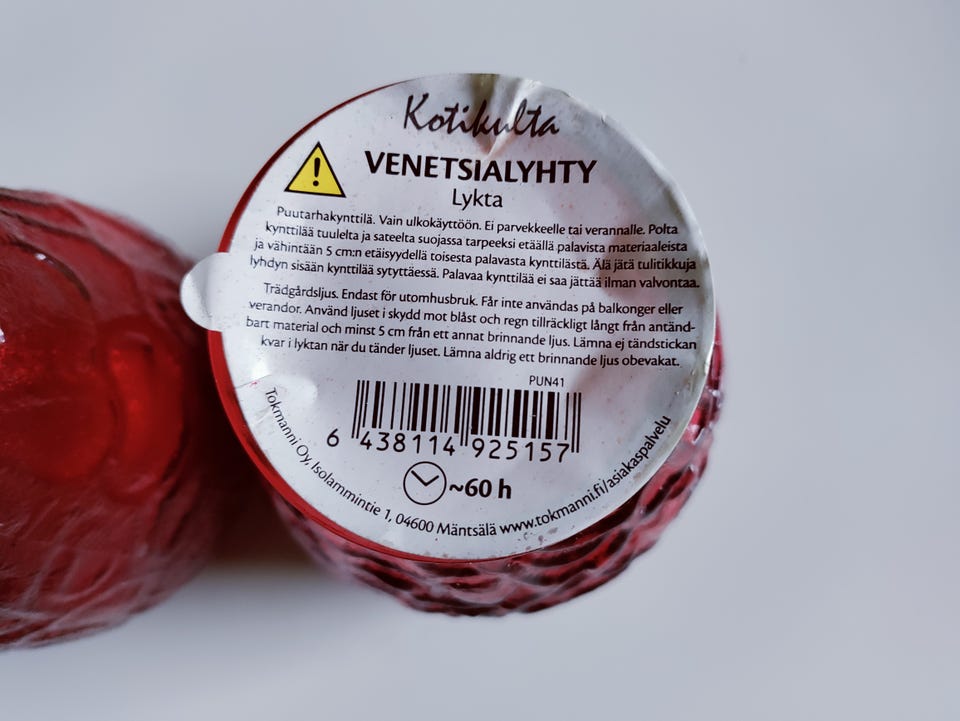 Kotikulta
VENETSIALYHTY
Lykta
Puutarhakynttilä. Vain ulkokäyttöön. Ei parvekkeelle tai verannalle. Polta
kynttilää tuulelta ja sateelta suojassa tarpeeksi etäällä palavista materiaaleista
ja vähintään 5 cm:n etäisyydellä toisesta palavasta kynttilästä. Älä jätä tulitikkuja
lyhdyn sisään kynttilää sytyttäessä. Palavaa kynttilää ei saa jättää ilman valvontaa.
Trädgårdsljus. Endast för utomhusbruk. Får inte användas på balkonger eller
verandor. Använd ljuset i skydd mot blåst och regn tillräckligt långt från antänd-
bart material och minst 5 cm från ett annat brinnande ljus. Lämna ej tändstickan
kvar i lyktan när du tänder ljuset. Lämna aldrig ett brinnande ljus obevakat.
PUN41
6 438114 925157
~60 h
Tokmanni Oy, Isolammintie 1, 04600 Mäntsälä www.tokmanni.fi/asiakaspalvelu